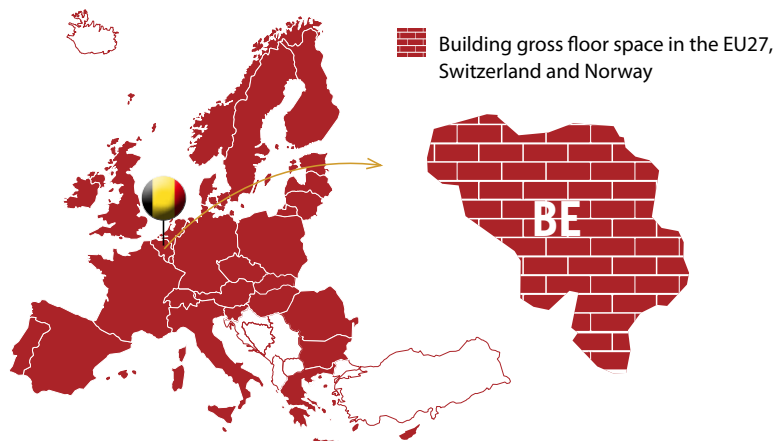 Building gross floor space in the EU27,
Switzerland and Norway
BE